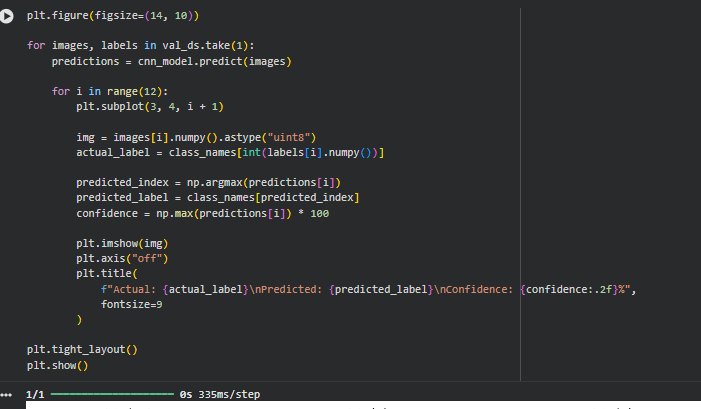 plt.figure(figsize=(14, 10))
for images, labels in val_ds.take(1):
    predictions = cnn_model.predict(images)
    for i in range(12):
        plt.subplot(3, 4, i + 1)
        img = images[i].numpy().astype("uint8")
        actual_label = class_names[int(labels[i].numpy())]
        predicted_index = np.argmax(predictions[i])
        predicted_label = class_names[predicted_index]
        confidence = np.max(predictions[i]) * 100
        plt.imshow(img)
        plt.axis("off")
        plt.title(
            f"Actual: {actual_label}\nPredicted: {predicted_label}\nConfidence: {confidence:.2f}%",
            fontsize=9
        )
plt.tight_layout()
plt.show()
1/1 0s 335ms/step